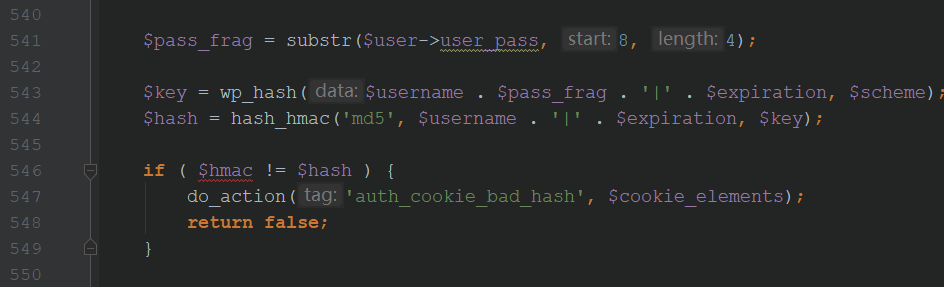 540
541 $pass_frag = substr($user->user_pass, start: 8, length: 4);
542
543 $key = wp_hash( data: $username . $pass_frag . '|' . $expiration, $scheme);
544 $hash = hash_hmac('md5', $username . '|' . $expiration, $key);
545
546 if ( $hmac != $hash ) {
547 do_action( tag: 'auth_cookie_bad_hash', $cookie_elements);
548 return false;
549 }
550